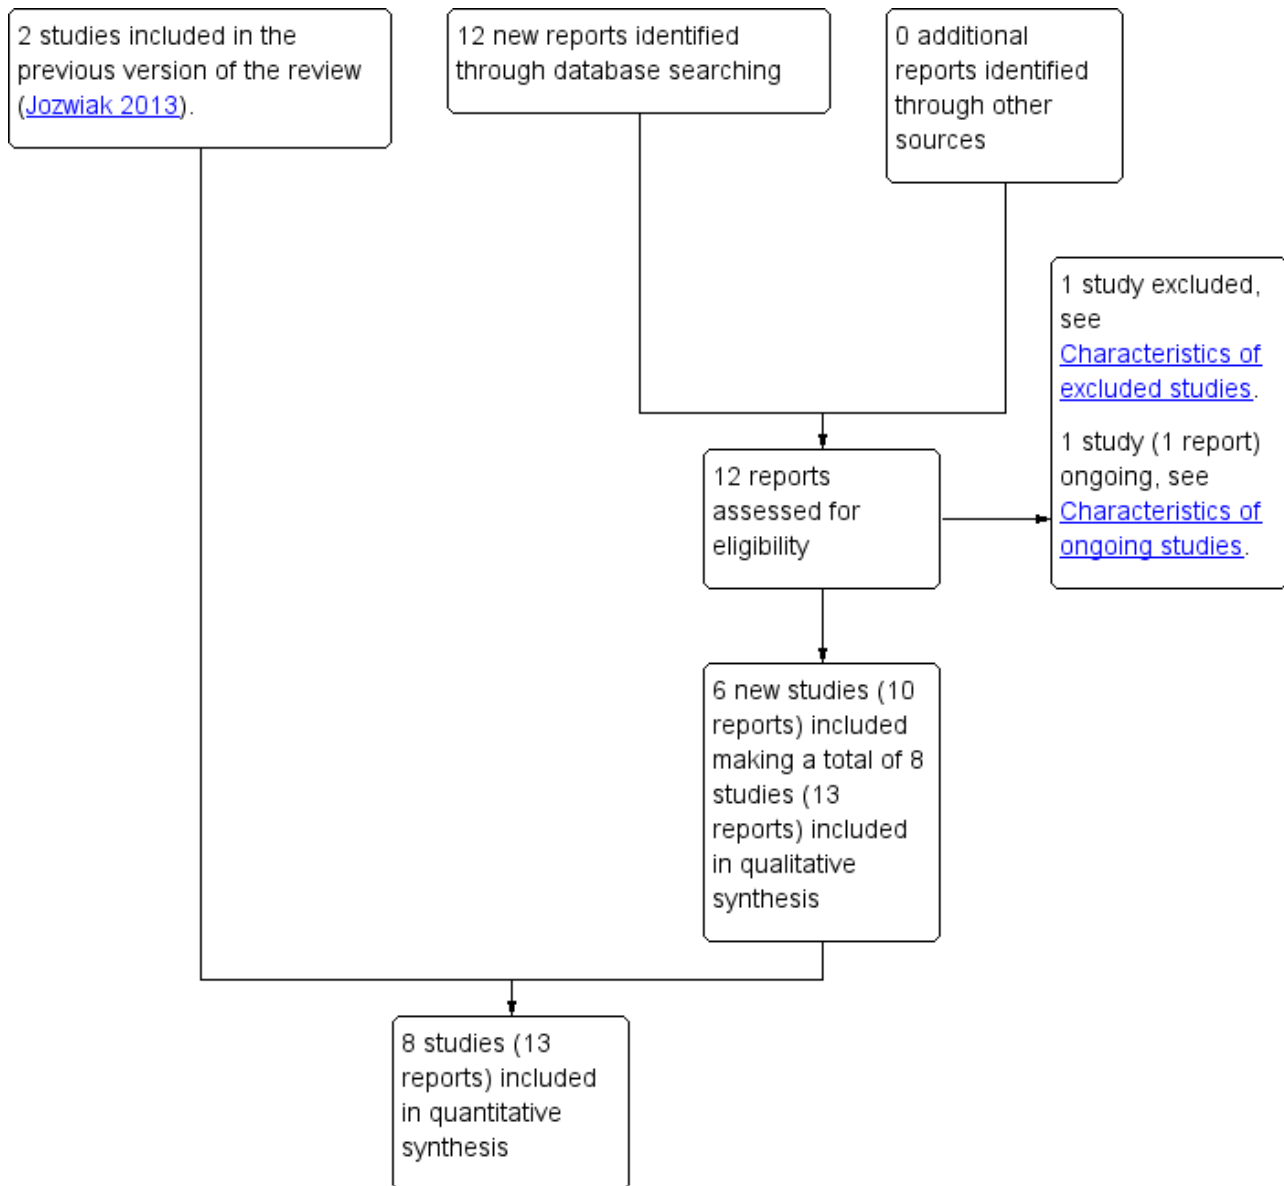 2 studies included in the
previous version of the review
(Jozwiak 2013).
12 new reports identified
through database searching
0 additional
reports identified
through other
sources
1 study excluded,
see
Characteristics of
excluded studies.
1 study (1 report)
ongoing, see
Characteristics of
ongoing studies.
12 reports
assessed for
eligibility
6 new studies (10
reports) included
making a total of 8
studies (13
reports) included
in qualitative
synthesis
8 studies (13
reports) included
in quantitative
synthesis